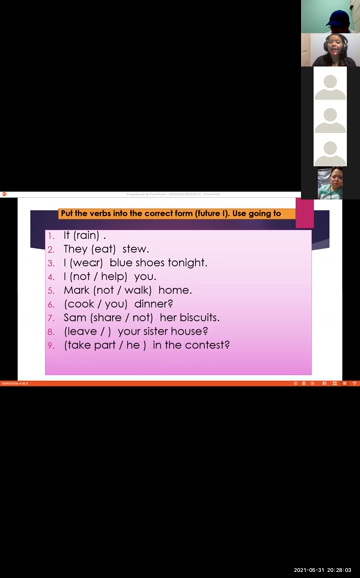 Put the verbs into the correct form (future I). Use going to
1. It (rain) .
2. They (eat) stew.
3. I (wear) blue shoes tonight.
4. I (not / help) you.
5. Mark (not / walk) home.
6. (cook / you) dinner?
7. Sam (share / not) her biscuits.
8. (leave / ) your sister house?
9. (take part / he ) in the contest?
2021-05-31 20:28:03